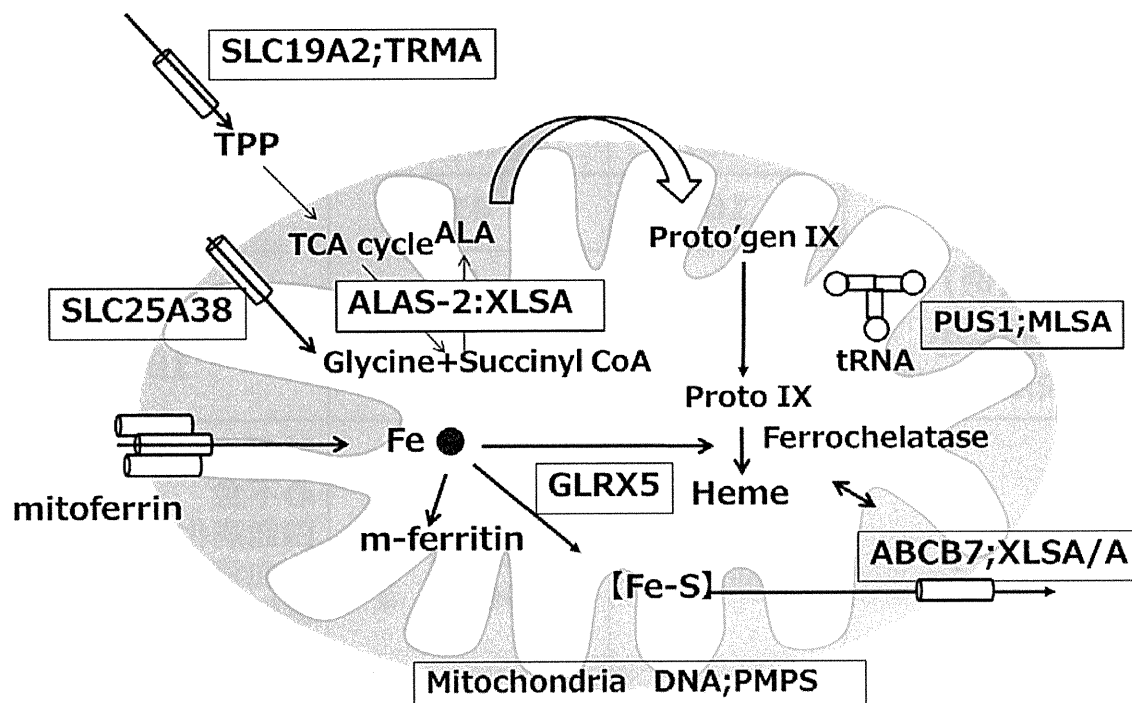 SLC19A2;TRMA
TPP
TCA cycle
ALA
Proto'gen IX
SLC25A38
ALAS-2:XLSA
PUS1;MLSA
tRNA
Glycine+Succinyl CoA
Proto IX
Fe
Ferrochelatase
GLRX5
Heme
mitoferrin
m-ferritin
ABCB7;XLSA/A
【Fe-S】
Mitochondria DNA;PMPS